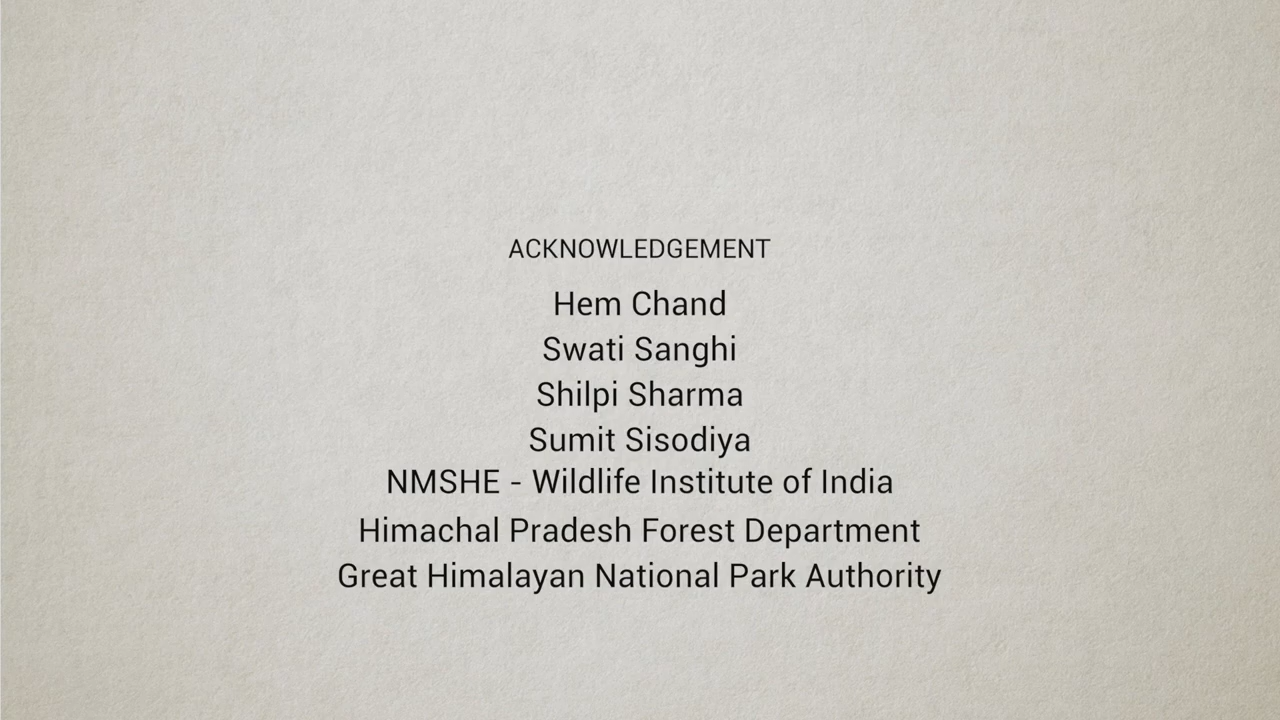 ACKNOWLEDGEMENT
Hem Chand
Swati Sanghi
Shilpi Sharma
Sumit Sisodiya
NMSHE - Wildlife Institute of India
Himachal Pradesh Forest Department
Great Himalayan National Park Authority